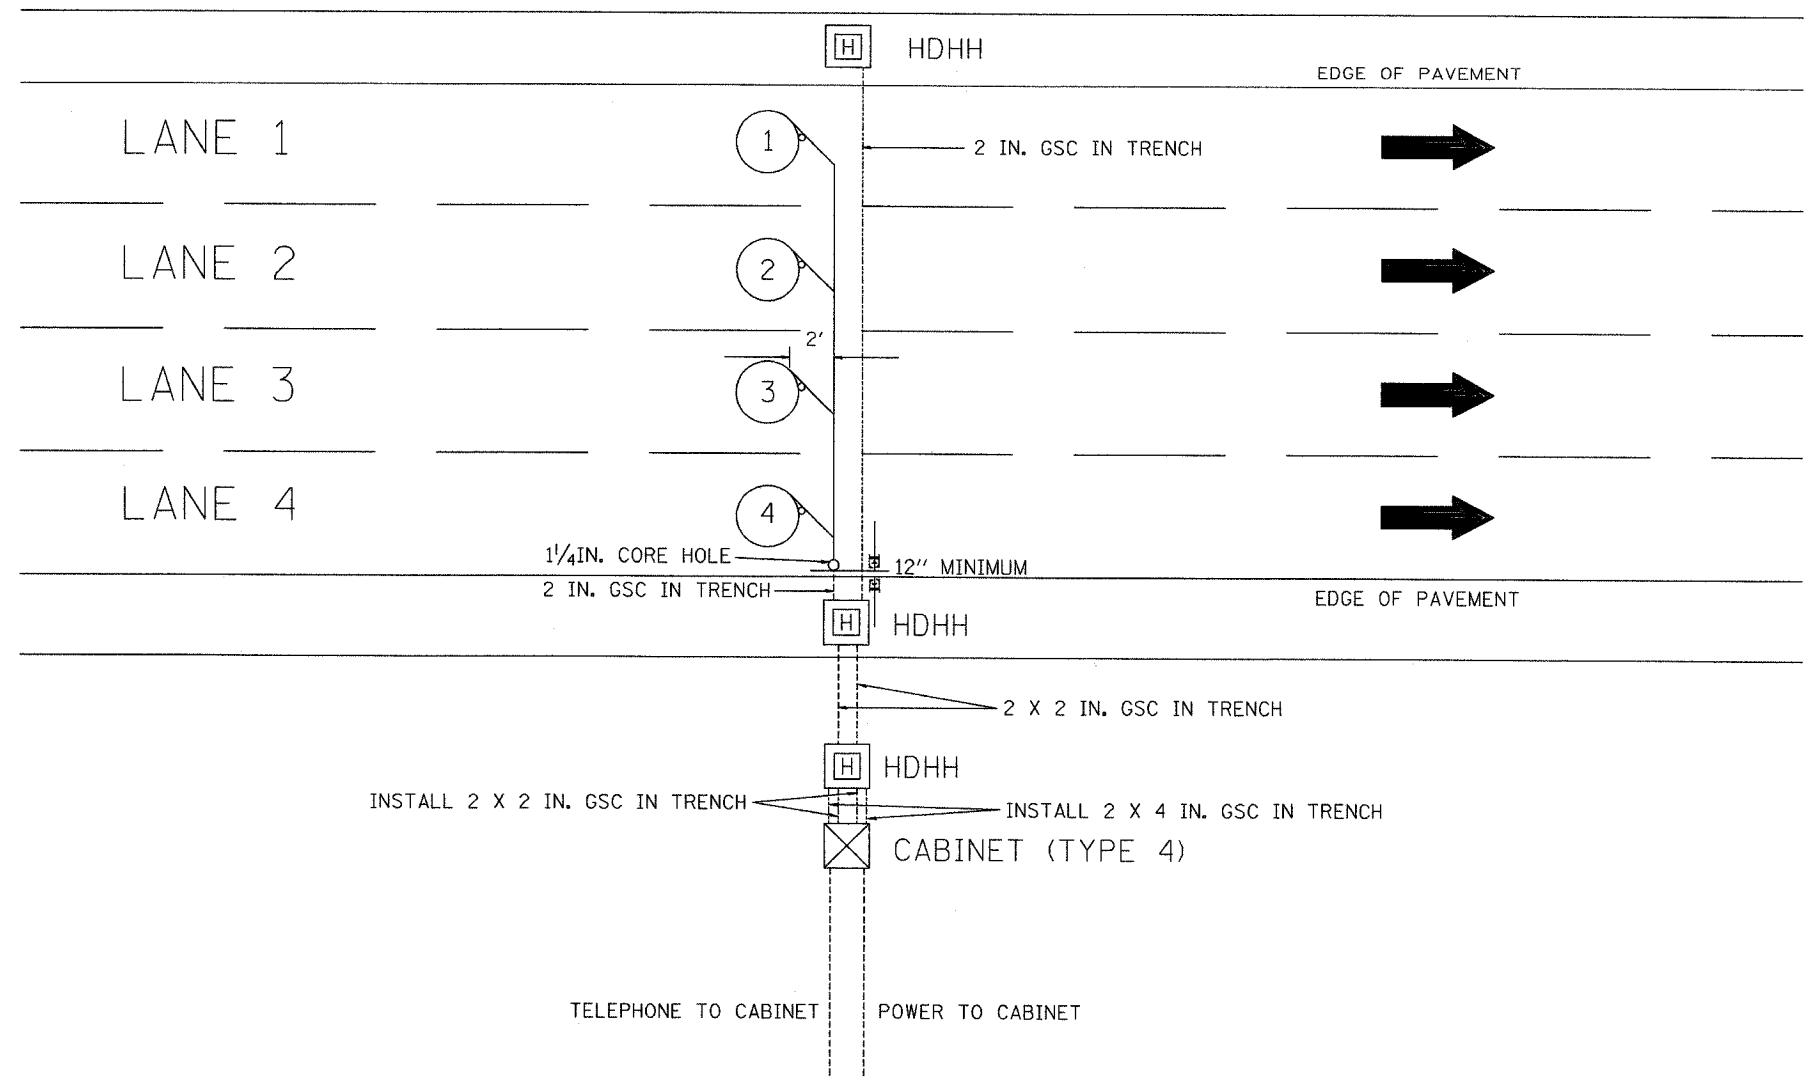 H HDHH
EDGE OF PAVEMENT
LANE 1
1
2 IN. GSC IN TRENCH
LANE 2
2
2′
LANE 3
3
LANE 4
4
1¼IN. CORE HOLE
12″ MINIMUM
2 IN. GSC IN TRENCH
EDGE OF PAVEMENT
H HDHH
2 X 2 IN. GSC IN TRENCH
H HDHH
INSTALL 2 X 2 IN. GSC IN TRENCH
INSTALL 2 X 4 IN. GSC IN TRENCH
CABINET (TYPE 4)
TELEPHONE TO CABINET
POWER TO CABINET